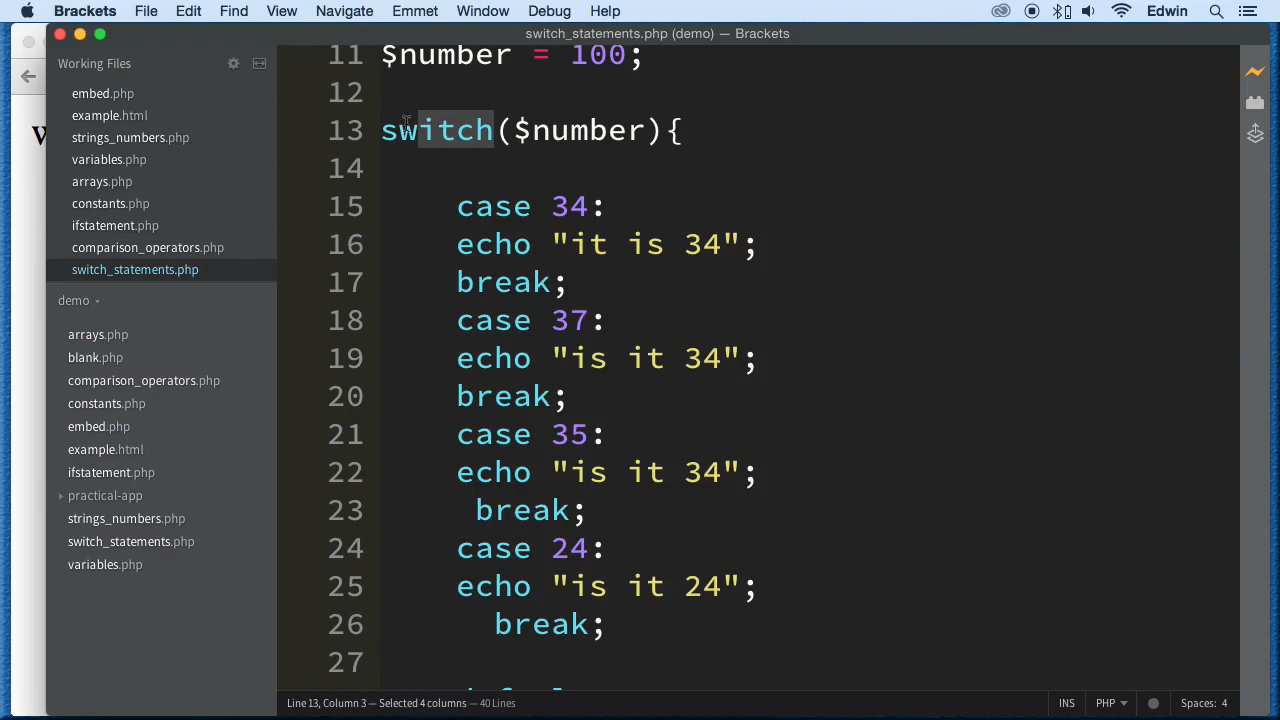 Brackets File Edit Find View Navigate Emmet Window Debug Help Edwin
switch_statements.php (demo) — Brackets
Working Files
embed.php
example.html
strings_numbers.php
variables.php
arrays.php
constants.php
ifstatement.php
comparison_operators.php
switch_statements.php
demo
arrays.php
blank.php
comparison_operators.php
constants.php
embed.php
example.html
ifstatement.php
practical-app
strings_numbers.php
switch_statements.php
variables.php
11 $number = 100;
12
13 switch($number){
14
15 case 34:
16 echo "it is 34";
17 break;
18 case 37:
19 echo "is it 34";
20 break;
21 case 35:
22 echo "is it 34";
23 break;
24 case 24:
25 echo "is it 24";
26 break;
27
Line 13, Column 3 — Selected 4 columns — 40 Lines INS PHP Spaces: 4